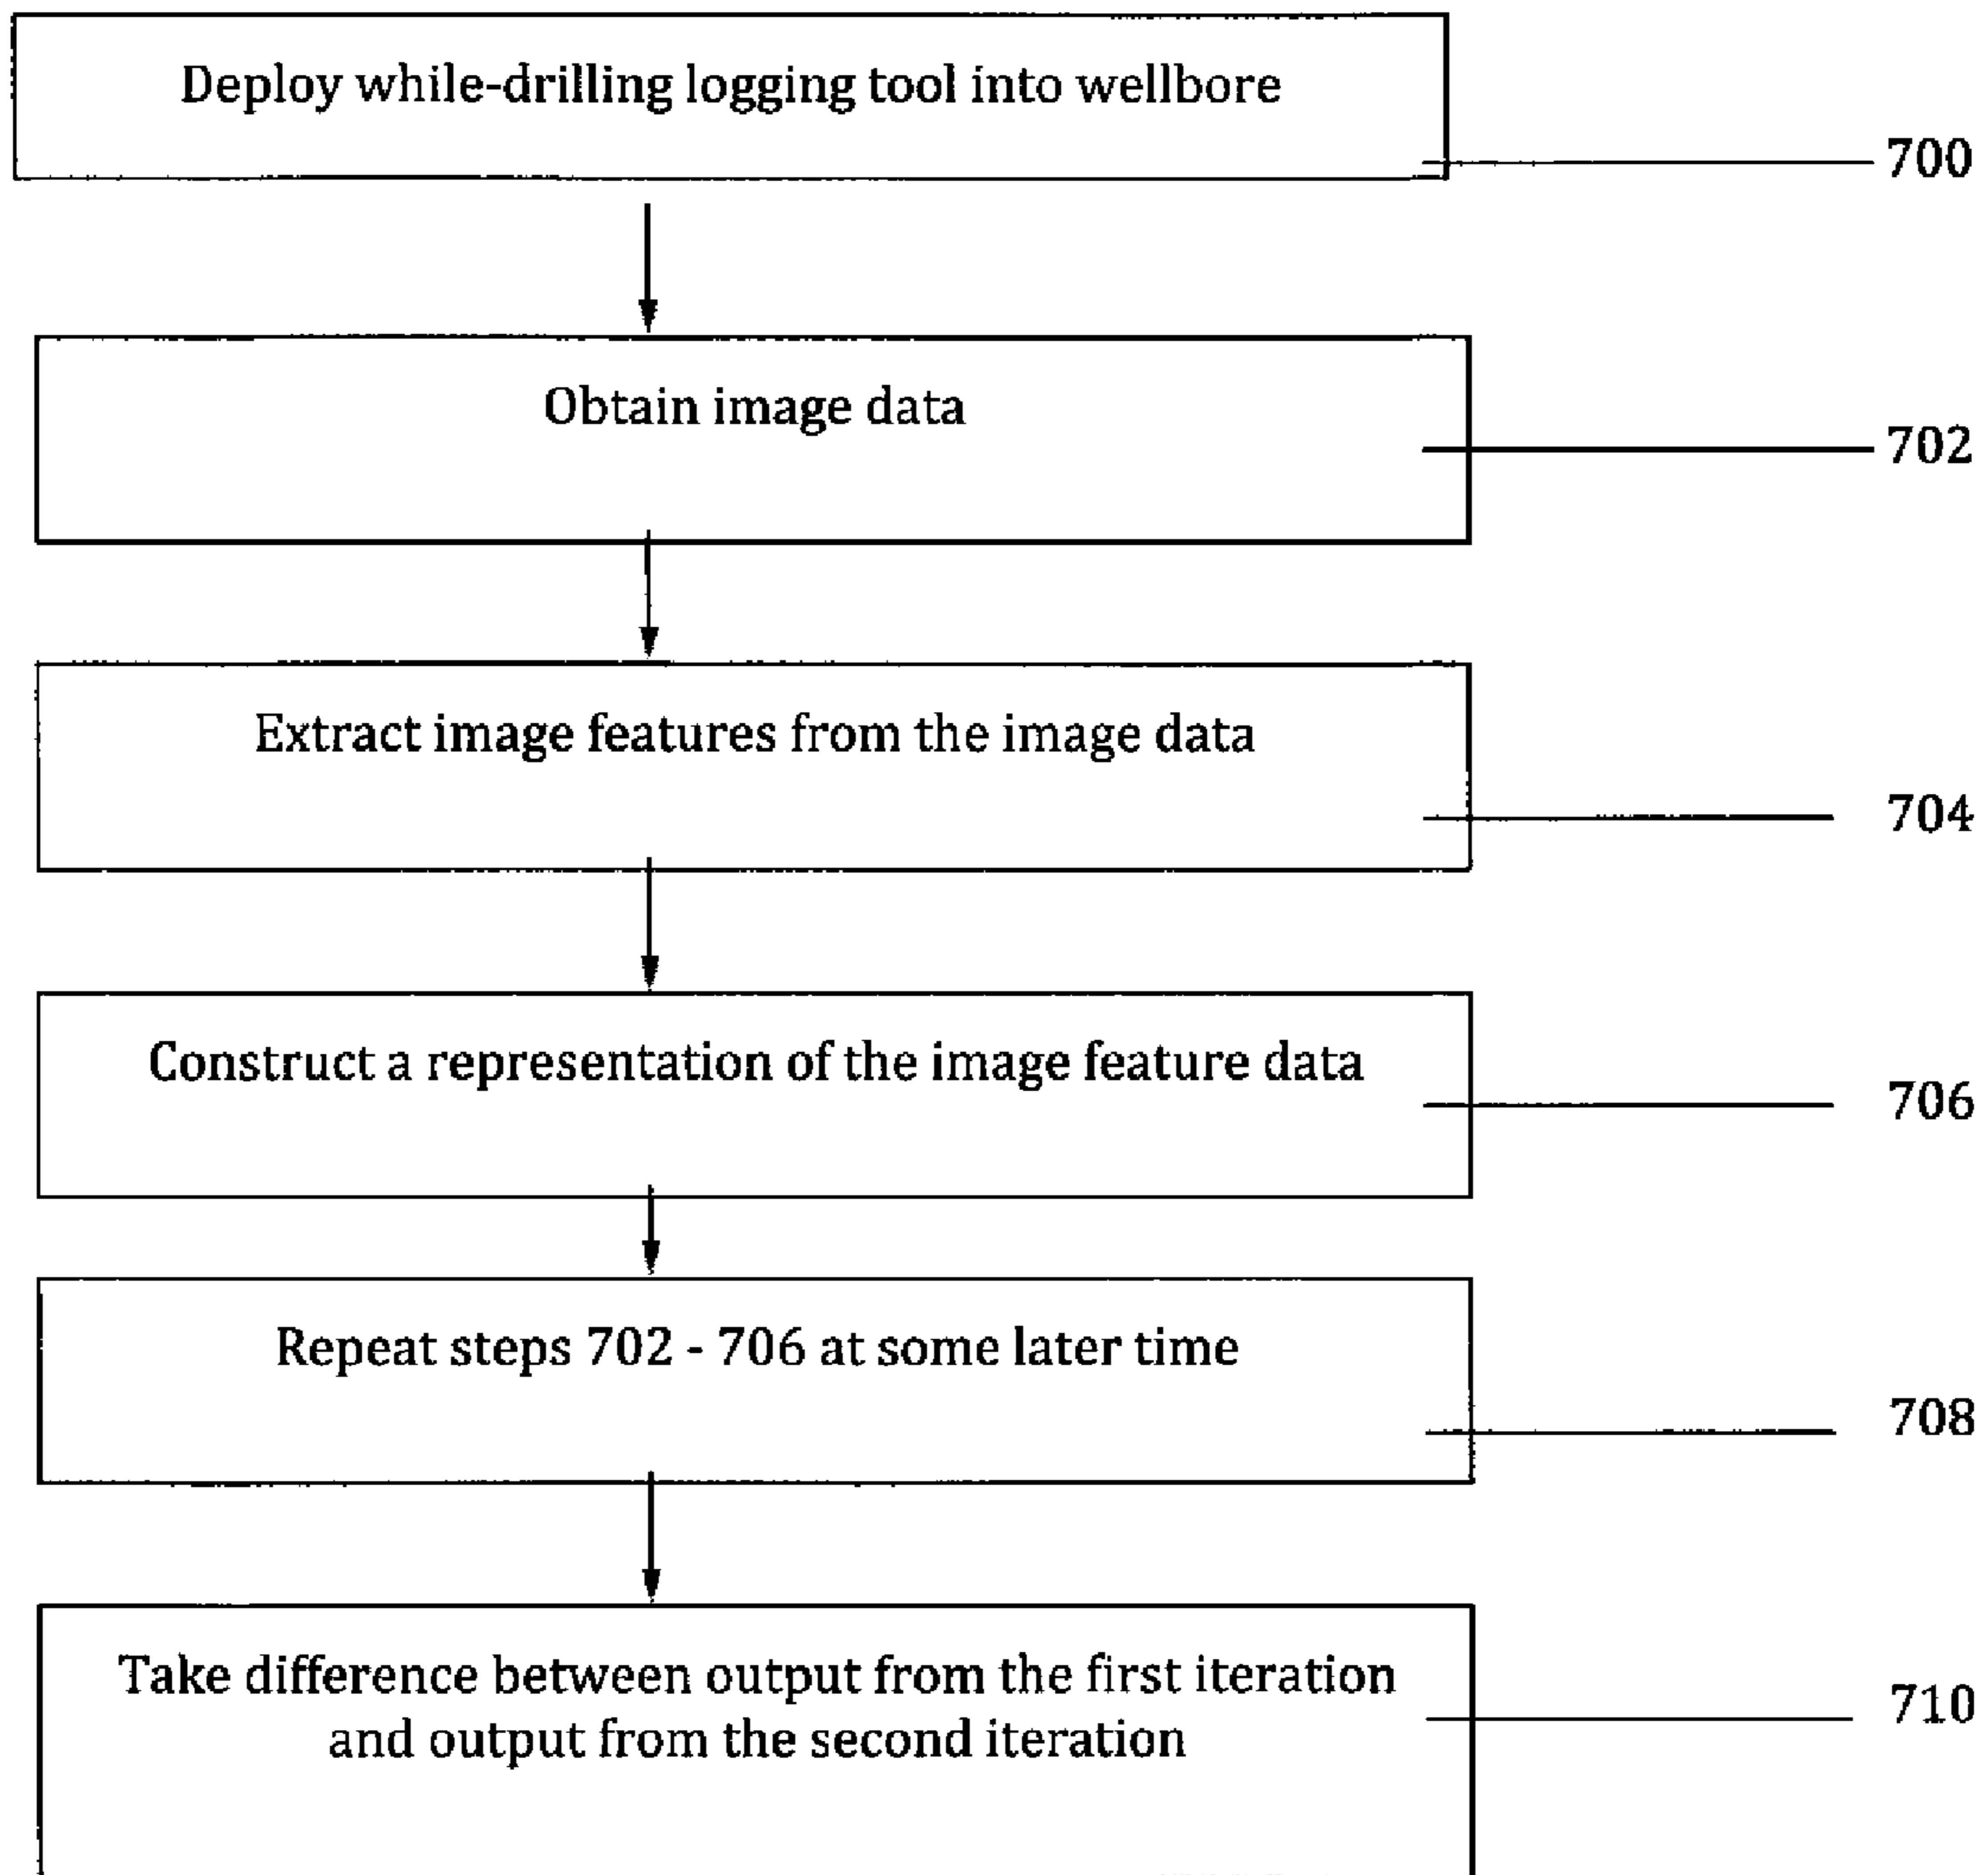 Deploy while-drilling logging tool into wellbore
700
Obtain image data
702
Extract image features from the image data
704
Construct a representation of the image feature data
706
Repeat steps 702 - 706 at some later time
708
Take difference between output from the first iteration
and output from the second iteration
710